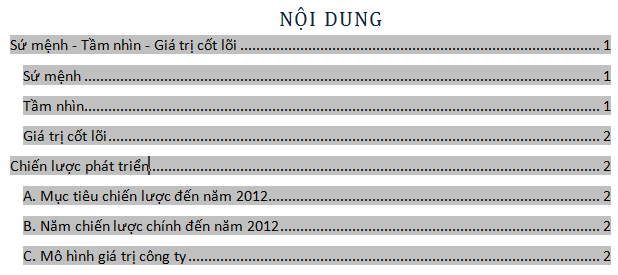 NỘI DUNG
Sứ mệnh - Tầm nhìn - Giá trị cốt lõi ........................................ 1
Sứ mệnh ........................................ 1
Tầm nhìn........................................ 1
Giá trị cốt lõi........................................ 2
Chiến lược phát triển........................................ 2
A. Mục tiêu chiến lược đến năm 2012........................................ 2
B. Năm chiến lược chính đến năm 2012........................................ 2
C. Mô hình giá trị công ty........................................ 2